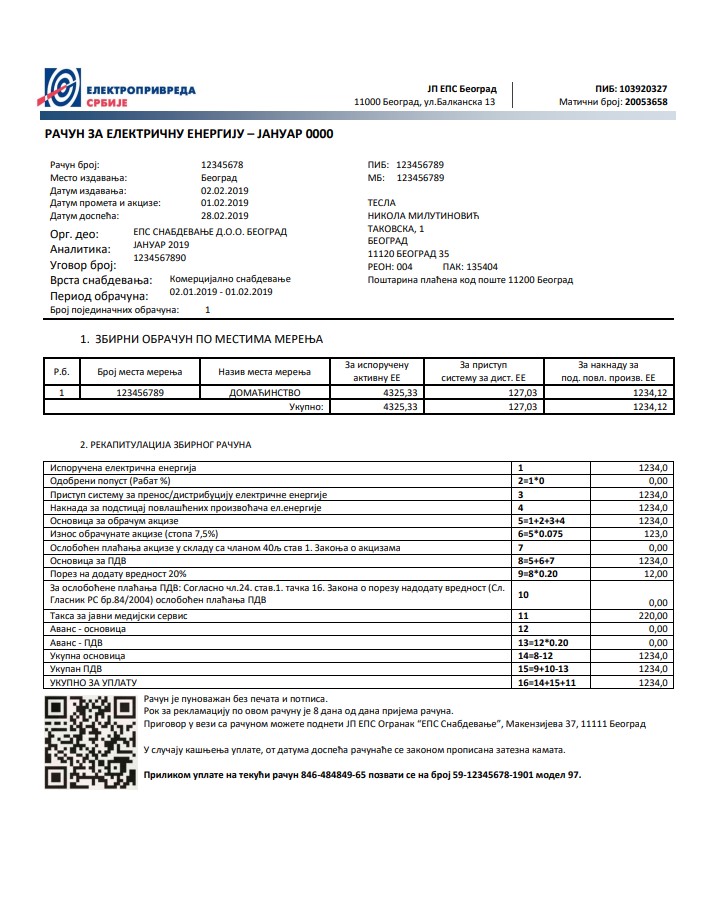 ЕЛЕКТРОПРИВРЕДА
СРБИЈЕ
ЈП ЕПС Београд
11000 Београд, ул.Балканска 13
ПИБ: 103920327
Матични број: 20053658
РАЧУН ЗА ЕЛЕКТРИЧНУ ЕНЕРГИЈУ – ЈАНУАР 0000
Рачун број: 12345678
Место издавања: Београд
Датум издавања: 02.02.2019
Датум промета и акцизе: 01.02.2019
Датум доспећа: 28.02.2019
Орг. део: ЕПС СНАБДЕВАЊЕ Д.О.О. БЕОГРАД
Аналитика: ЈАНУАР 2019
Уговор број: 1234567890
Врста снабдевања: Комерцијално снабдевање
Период обрачуна: 02.01.2019 - 01.02.2019
Број појединачних обрачуна: 1
ПИБ: 123456789
МБ: 123456789
ТЕСЛА
НИКОЛА МИЛУТИНОВИЋ
ТАКОВСКА, 1
БЕОГРАД
11120 БЕОГРАД 35
РЕОН: 004 ПАК: 135404
Поштарина плаћена код поште 11200 Београд
1. ЗБИРНИ ОБРАЧУН ПО МЕСТИМА МЕРЕЊА
Р.б. Број места мерења Назив места мерења За испоручену активну ЕЕ За приступ систему за дист. ЕЕ За накнаду за под. повл. произв. ЕЕ
1 123456789 ДОМАЋИНСТВО 4325,33 127,03 1234,12
Укупно: 4325,33 127,03 1234,12
2. РЕКАПИТУЛАЦИЈА ЗБИРНОГ РАЧУНА
Испоручена електрична енергија 1 1234,0
Одобрени попуст (Рабат %) 2=1*0 0,00
Приступ систему за пренос/дистрибуцију електричне енергије 3 1234,0
Накнада за подстицај повлашћених произвоћача ел.енергије 4 1234,0
Основица за обрачум акцизе 5=1+2+3+4 1234,0
Износ обрачунате акцизе (стопа 7,5%) 6=5*0.075 123,0
Ослобоћен плаћања акцизе у складу са чланом 40љ став 1. Закоња о акцизама 7 0,00
Основица за ПДВ 8=5+6+7 1234,0
Порез на додату вредност 20% 9=8*0.20 12,00
За ослобоћене плаћања ПДВ: Согласно чл.24. став.1. тачка 16. Закона о порезу надодату вредност (Сл.
Гласник РС бр.84/2004) ослобоћен плаћања ПДВ 10 0,00
Такса за јавни медијски сервис 11 220,00
Аванс - основица 12 0,00
Аванс - ПДВ 13=12*0.20 0,00
Укупна основица 14=8-12 1234,0
Укупан ПДВ 15=9+10-13 1234,0
УКУПНО ЗА УПЛАТУ 16=14+15+11 1234,0
Рачун је пуноважан без печата и потписа.
Рок за рекламацију по овом рачуну је 8 дана од дана пријема рачуна.
Приговор у вези са рачуном можете поднети ЈП ЕПС Огранак “ЕПС Снабдевање”, Макензијева 37, 11111 Београд
У случају кашњења уплате, от датума доспећа рачунаће се законом прописана затезна камата.
Приликом уплате на текући рачун 846-484849-65 позвати се на број 59-12345678-1901 модел 97.